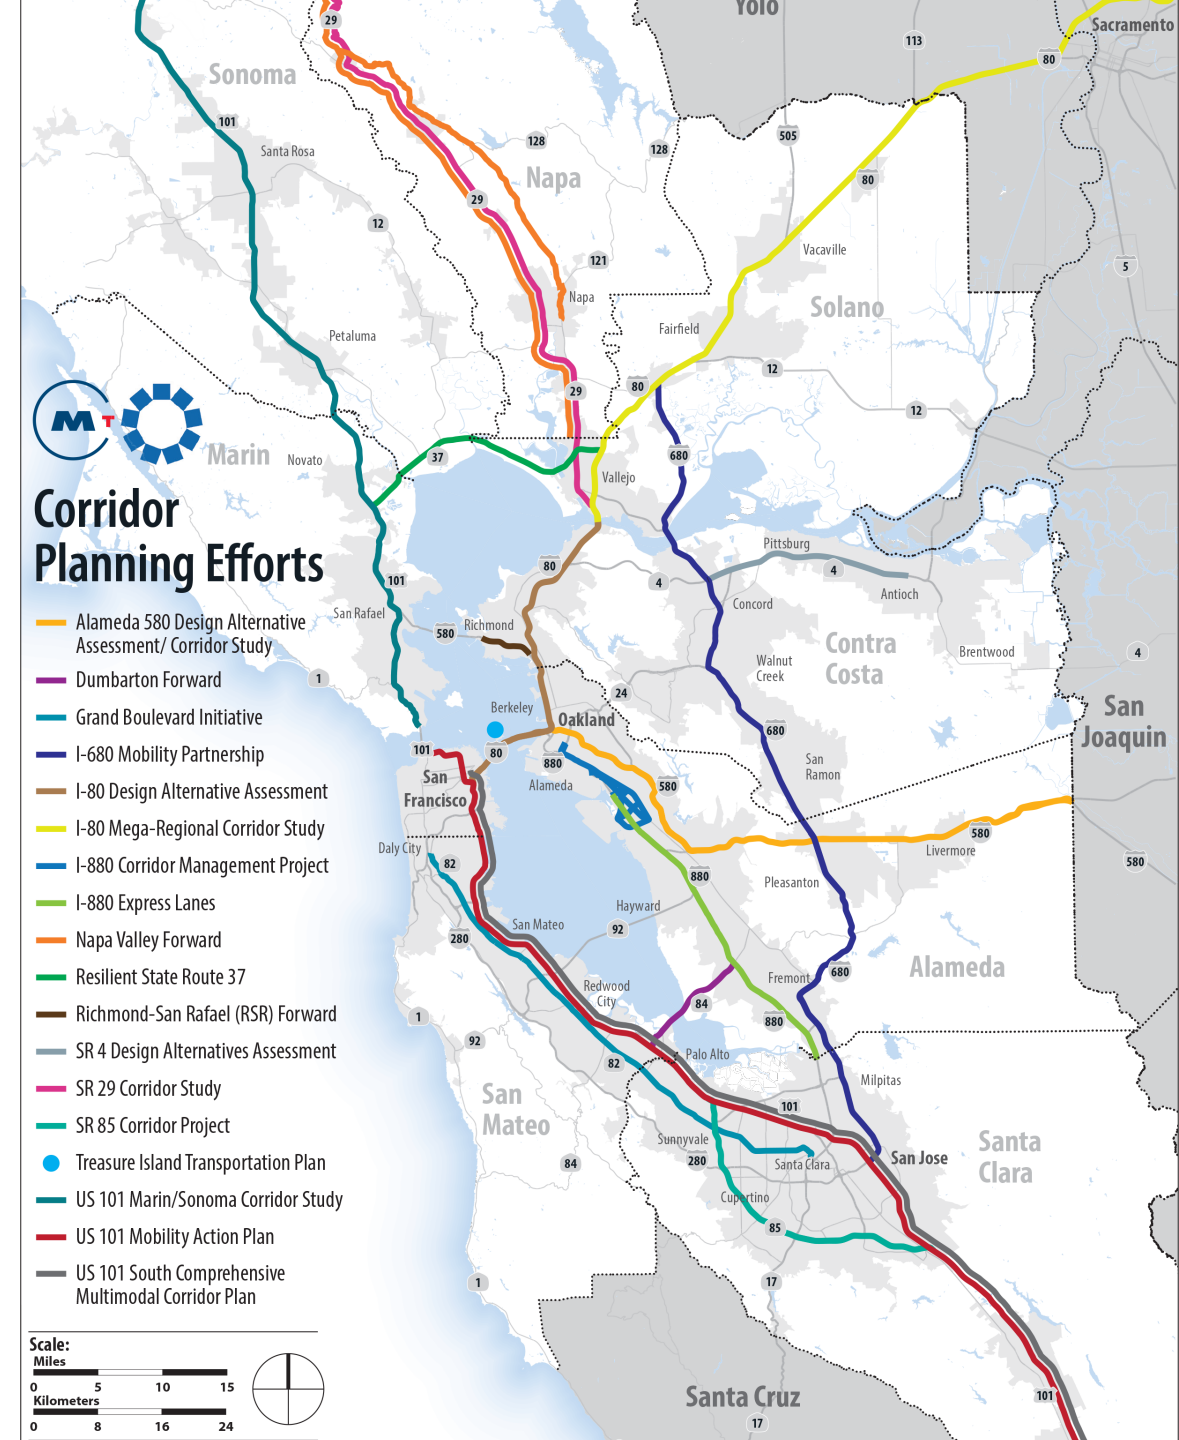 Yolo
Sacramento
29
113
80
Sonoma
101
Santa Rosa
128
128
505
Napa
80
29
12
121
Vacaville
5
Napa
Solano
Petaluma
Fairfield
12
80
29
12
MT
Marin
Novato
37
680
Vallejo
Corridor
Planning Efforts
Pittsburg
80
4
4
101
Antioch
Concord
San Rafael
580
Richmond
Contra
Costa
Brentwood
4
Walnut
Creek
1
24
Berkeley
Oakland
San
Joaquin
680
101
80
880
San
Ramon
San
Francisco
Alameda
580
580
Livermore
Daly City
82
580
880
Pleasanton
Hayward
San Mateo
92
280
680
Alameda
Fremont
Redwood
City
84
1
880
92
82
Palo Alto
Milpitas
San
Mateo
101
Sunnyvale
280
Santa Clara
San Jose
Santa
Clara
84
Cupertino
85
1
17
101
Santa Cruz
17
Alameda 580 Design Alternative
Assessment/ Corridor Study
Dumbarton Forward
Grand Boulevard Initiative
I-680 Mobility Partnership
I-80 Design Alternative Assessment
I-80 Mega-Regional Corridor Study
I-880 Corridor Management Project
I-880 Express Lanes
Napa Valley Forward
Resilient State Route 37
Richmond-San Rafael (RSR) Forward
SR 4 Design Alternatives Assessment
SR 29 Corridor Study
SR 85 Corridor Project
Treasure Island Transportation Plan
US 101 Marin/Sonoma Corridor Study
US 101 Mobility Action Plan
US 101 South Comprehensive
Multimodal Corridor Plan
Scale:
Miles
0 5 10 15
Kilometers
0 8 16 24